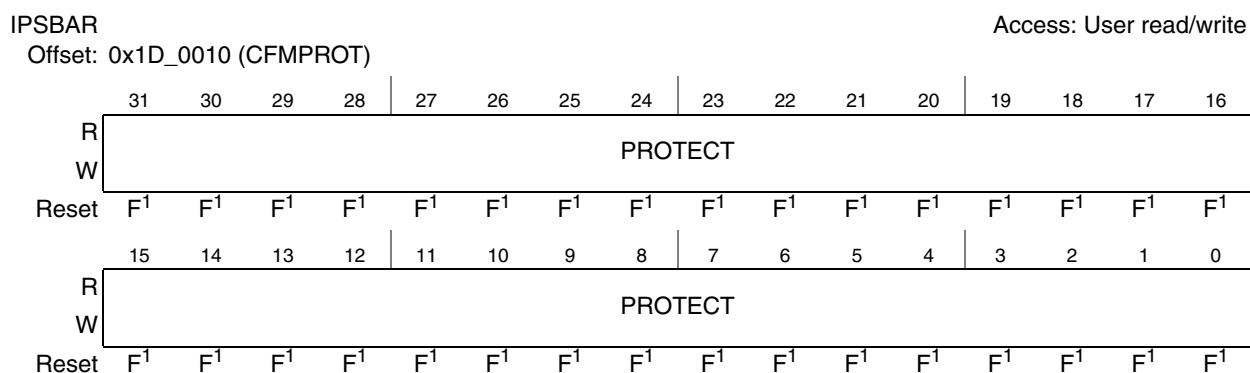 IPSBAR Access: User read/write
Offset: 0x1D_0010 (CFMPROT)
31 30 29 28 27 26 25 24 23 22 21 20 19 18 17 16
R
PROTECT
W
Reset F1 F1 F1 F1 F1 F1 F1 F1 F1 F1 F1 F1 F1 F1 F1 F1
15 14 13 12 11 10 9 8 7 6 5 4 3 2 1 0
R
PROTECT
W
Reset F1 F1 F1 F1 F1 F1 F1 F1 F1 F1 F1 F1 F1 F1 F1 F1